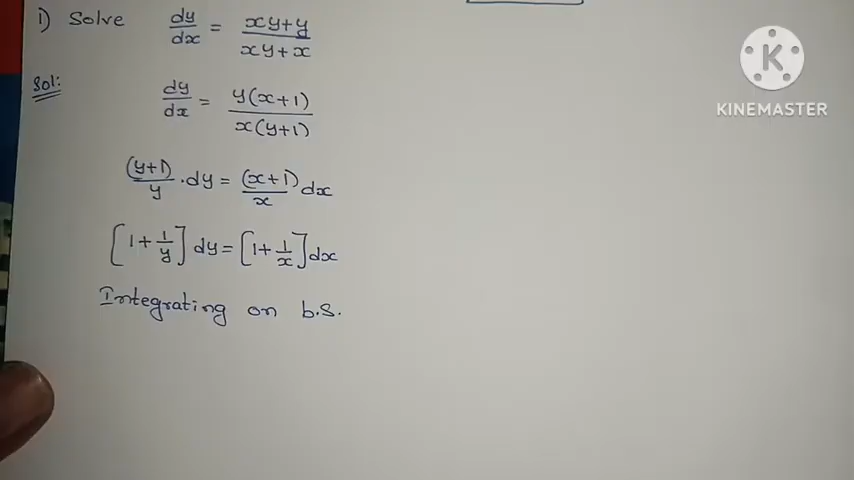 1) Solve dy/dx = xy+y / xy+x
KINEMASTER
Sol: dy/dx = y(x+1) / x(y+1)
(y+1)/y . dy = (x+1)/x dx
[1+1/y] dy = [1+1/x] dx
Integrating on b.s.